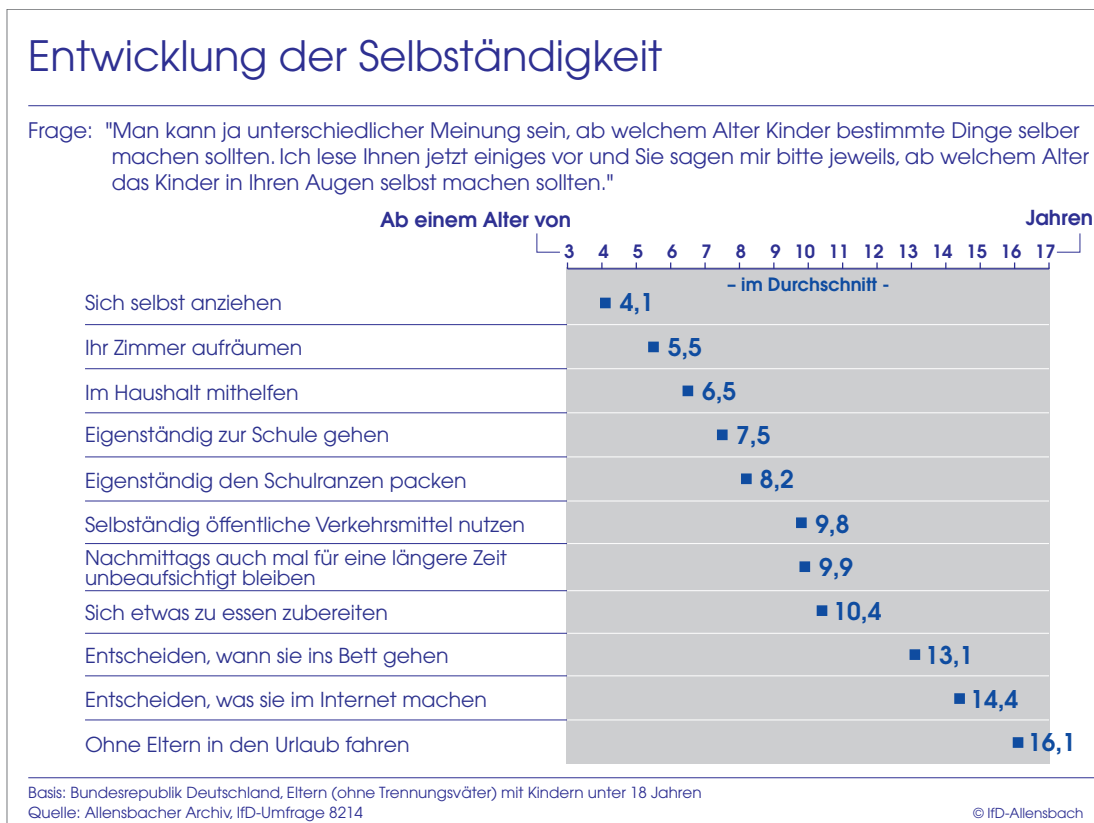 Entwicklung der Selbständigkeit
Frage: "Man kann ja unterschiedlicher Meinung sein, ab welchem Alter Kinder bestimmte Dinge selber
machen sollten. Ich lese Ihnen jetzt einiges vor und Sie sagen mir bitte jeweils, ab welchem Alter
das Kinder in Ihren Augen selbst machen sollten."
Ab einem Alter von Jahren
3 4 5 6 7 8 9 10 11 12 13 14 15 16 17
– im Durchschnitt -
Sich selbst anziehen 4,1
Ihr Zimmer aufräumen 5,5
Im Haushalt mithelfen 6,5
Eigenständig zur Schule gehen 7,5
Eigenständig den Schulranzen packen 8,2
Selbständig öffentliche Verkehrsmittel nutzen 9,8
Nachmittags auch mal für eine längere Zeit
unbeaufsichtigt bleiben 9,9
Sich etwas zu essen zubereiten 10,4
Entscheiden, wann sie ins Bett gehen 13,1
Entscheiden, was sie im Internet machen 14,4
Ohne Eltern in den Urlaub fahren 16,1
Basis: Bundesrepublik Deutschland, Eltern (ohne Trennungsväter) mit Kindern unter 18 Jahren
Quelle: Allensbacher Archiv, IfD-Umfrage 8214 © IfD-Allensbach